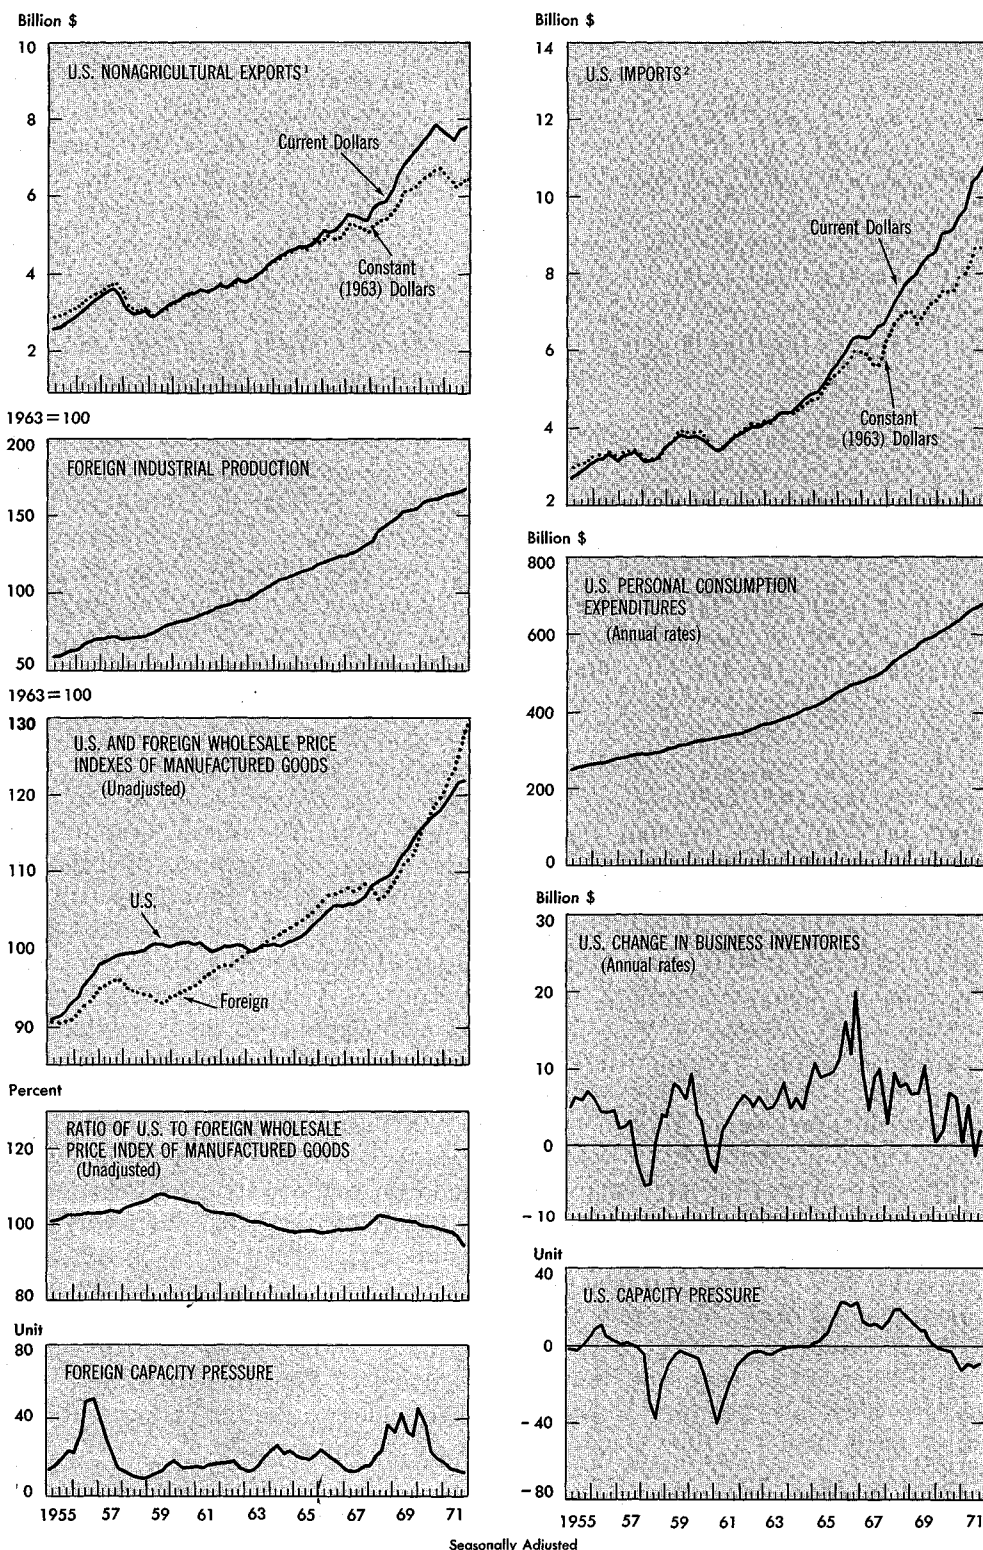 Billion $
10
U.S. NONAGRICULTURAL EXPORTS¹
8
Current Dollars
6
4
Constant
(1963) Dollars
2
1963=100
200
FOREIGN INDUSTRIAL PRODUCTION
150
100
50
1963=100
130
U.S. AND FOREIGN WHOLESALE PRICE
INDEXES OF MANUFACTURED GOODS
(Unadjusted)
120
110
U.S.
100
Foreign
90
Percent
RATIO OF U.S. TO FOREIGN WHOLESALE
PRICE INDEX OF MANUFACTURED GOODS
(Unadjusted)
120
100
80
Unit
80
FOREIGN CAPACITY PRESSURE
40
0
1955 57 59 61 63 65 67 69 71
Billion $
14
U.S. IMPORTS²
12
10
Current Dollars
8
6
Constant
(1963) Dollars
4
2
Billion $
800
U.S. PERSONAL CONSUMPTION
EXPENDITURES
(Annual rates)
600
400
200
0
Billion $
30
U.S. CHANGE IN BUSINESS INVENTORIES
(Annual rates)
20
10
0
-10
Unit
40
U.S. CAPACITY PRESSURE
0
-40
-80
1955 57 59 61 63 65 67 69 71
Seasonally Adjusted